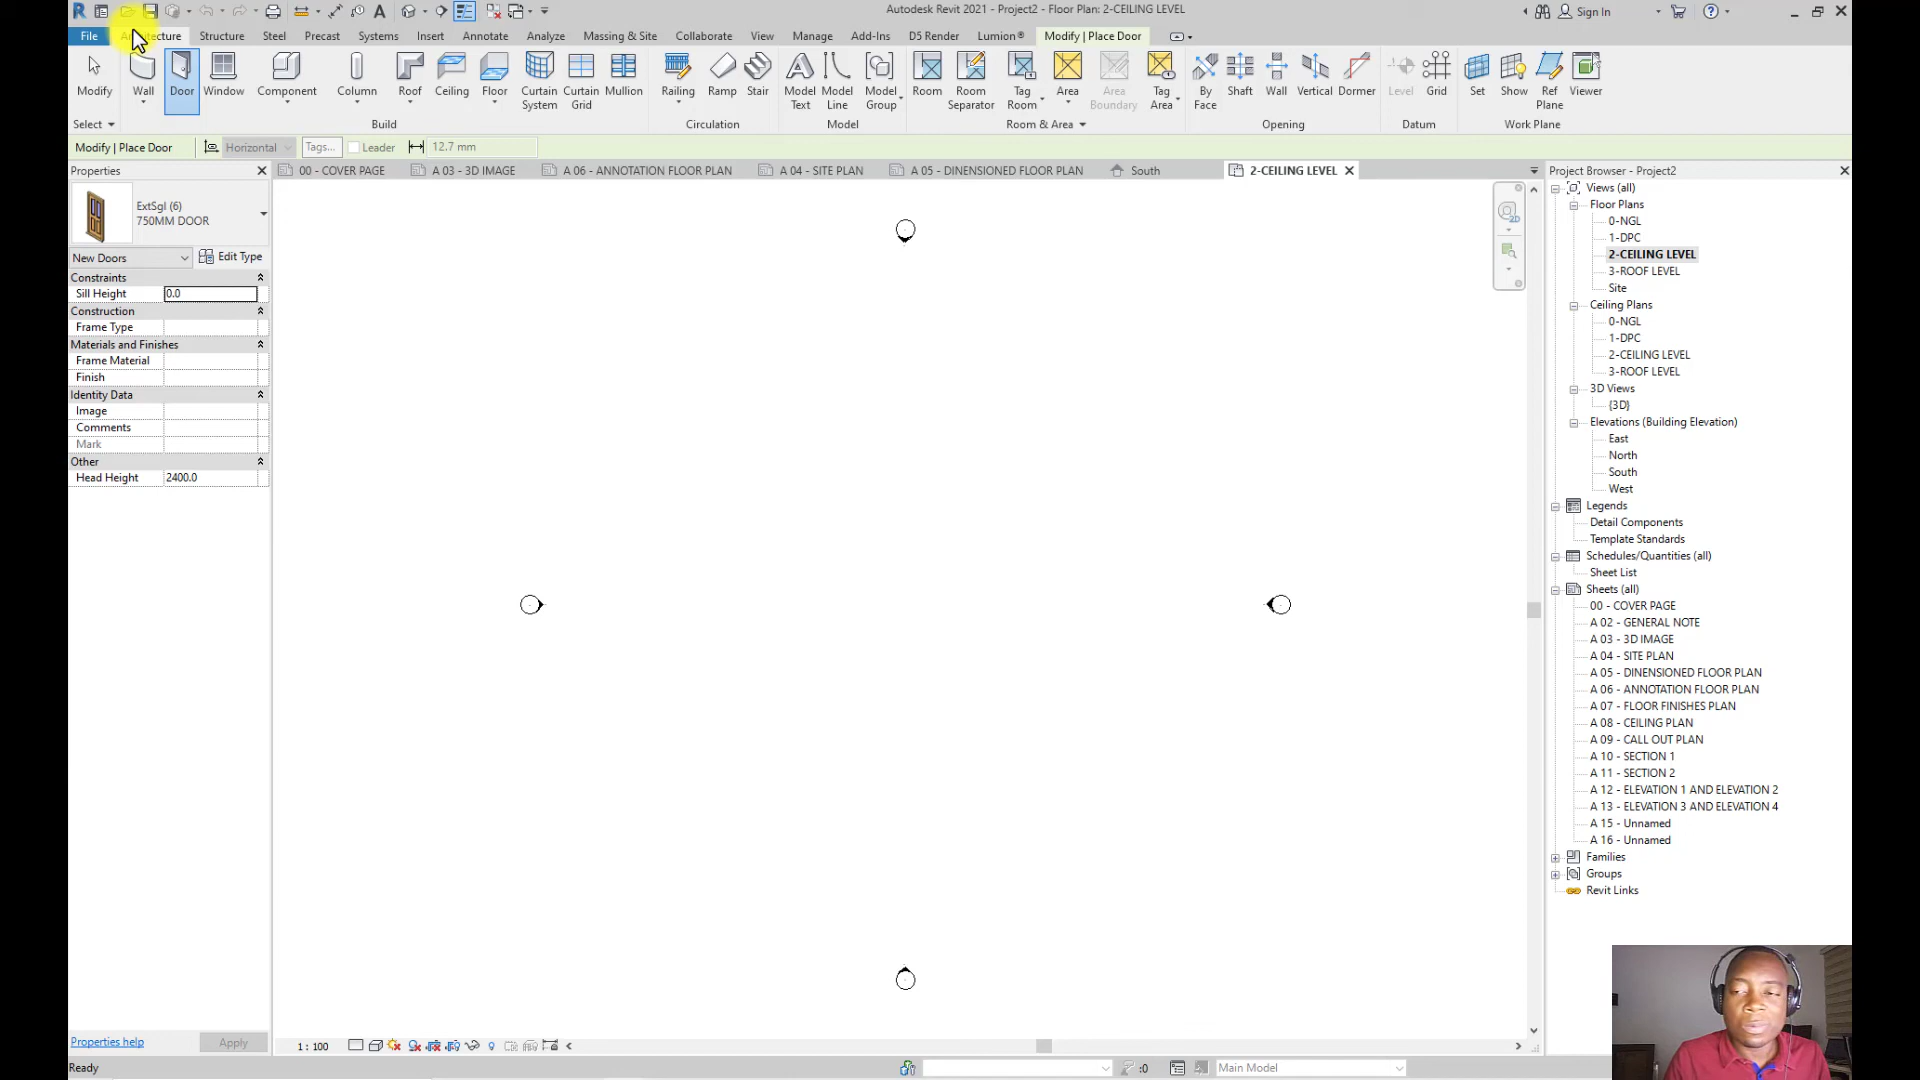 Autodesk Revit 2021 - Project2 - Floor Plan: 2-CEILING LEVEL
Sign In
File
Structure
Steel
Precast
Systems
Insert
Annotate
Analyze
Massing & Site
Collaborate
View
Manage
Add-Ins
D5 Render
Lumion®
Modify | Place Door
Modify
Wall
Door
Window
Component
Column
Roof
Ceiling
Floor
Curtain System
Curtain Grid
Mullion
Railing
Ramp
Stair
Model Text
Model Line
Model Group
Room
Room Separator
Tag Room
Area
Area Boundary
Tag Area
By Face
Shaft
Wall
Vertical
Dormer
Level
Grid
Set
Show
Ref Plane
Viewer
Select
Build
Circulation
Model
Room & Area
Opening
Datum
Work Plane
Modify | Place Door
Horizontal
Tags...
Leader
12.7 mm
Properties
ExtSgl (6)
750MM DOOR
New Doors
Edit Type
Constraints
Sill Height 0.0
Construction
Frame Type
Materials and Finishes
Frame Material
Finish
Identity Data
Image
Comments
Mark
Other
Head Height 2400.0
Properties help
Apply
00 - COVER PAGE
A 03 - 3D IMAGE
A 06 - ANNOTATION FLOOR PLAN
A 04 - SITE PLAN
A 05 - DINENSIONED FLOOR PLAN
South
2-CEILING LEVEL
2D
1 : 100
Project Browser - Project2
Views (all)
Floor Plans
0-NGL
1-DPC
2-CEILING LEVEL
3-ROOF LEVEL
Site
Ceiling Plans
0-NGL
1-DPC
2-CEILING LEVEL
3-ROOF LEVEL
3D Views
{3D}
Elevations (Building Elevation)
East
North
South
West
Legends
Detail Components
Template Standards
Schedules/Quantities (all)
Sheet List
Sheets (all)
00 - COVER PAGE
A 02 - GENERAL NOTE
A 03 - 3D IMAGE
A 04 - SITE PLAN
A 05 - DINENSIONED FLOOR PLAN
A 06 - ANNOTATION FLOOR PLAN
A 07 - FLOOR FINISHES PLAN
A 08 - CEILING PLAN
A 09 - CALL OUT PLAN
A 10 - SECTION 1
A 11 - SECTION 2
A 12 - ELEVATION 1 AND ELEVATION 2
A 13 - ELEVATION 3 AND ELEVATION 4
A 15 - Unnamed
A 16 - Unnamed
Families
Groups
Revit Links
Ready
:0
Main Model